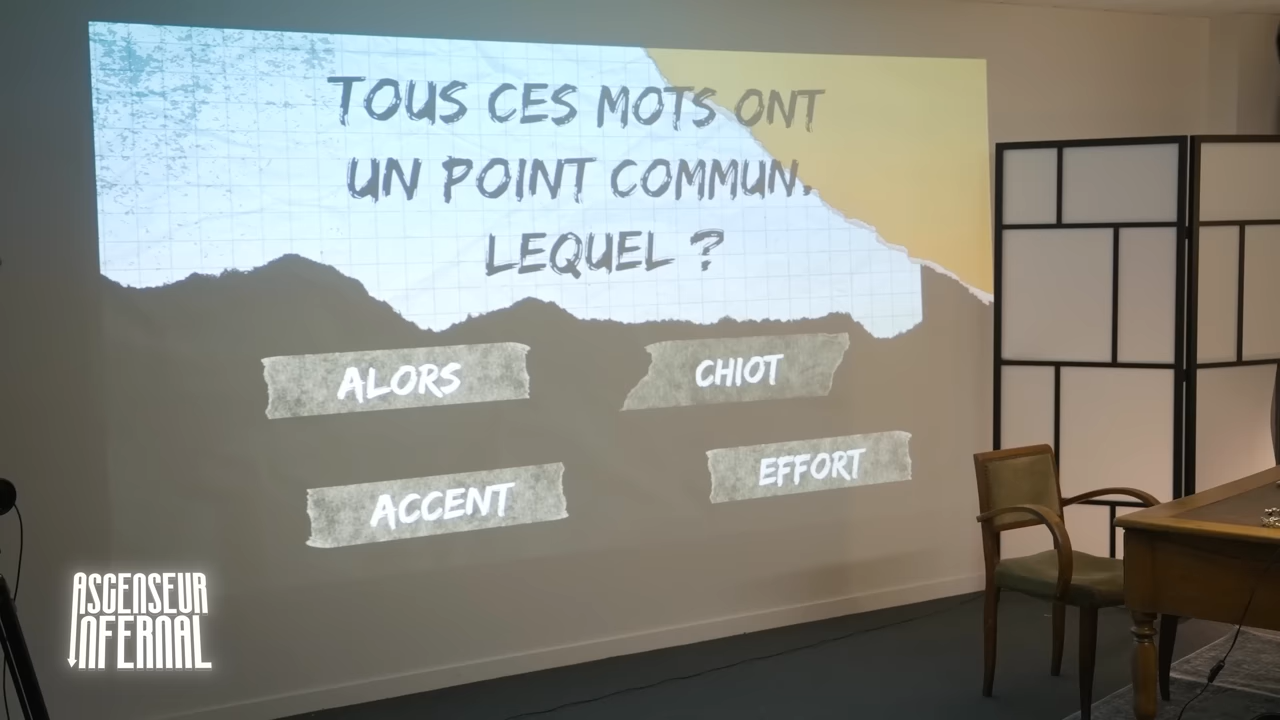 TOUS CES MOTS ONT
UN POINT COMMUN.
LEQUEL ?
ALORS
CHIOT
EFFORT
ACCENT
ASCENSEUR
INFERNAL